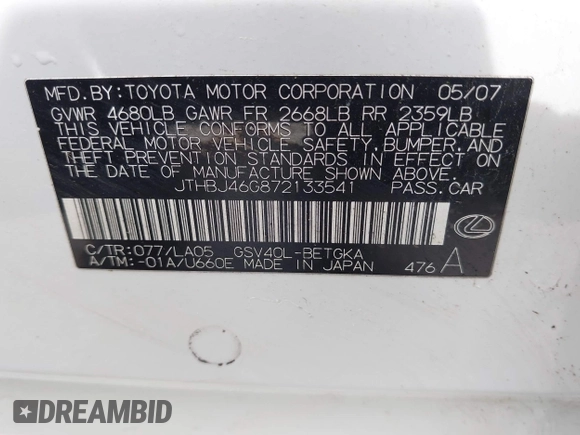 MFD.BY:TOYOTA MOTOR CORPORATION 05/07
GVWR 4680LB GAWR FR 2668LB RR 2359LB
THIS VEHICLE CONFORMS TO ALL APPLICABLE
FEDERAL MOTOR VEHICLE SAFETY,BUMPER,AND
THEFT PREVENTION STANDARDS IN EFFECT ON
THE DATE OF MANUFACTURE SHOWN ABOVE.
JTHBJ46G872133541 PASS.CAR
C/TR:077/LA05 GSV40L-BETGKA
A/TM:-01A/U660E MADE IN JAPAN 476 A
DREAMBID